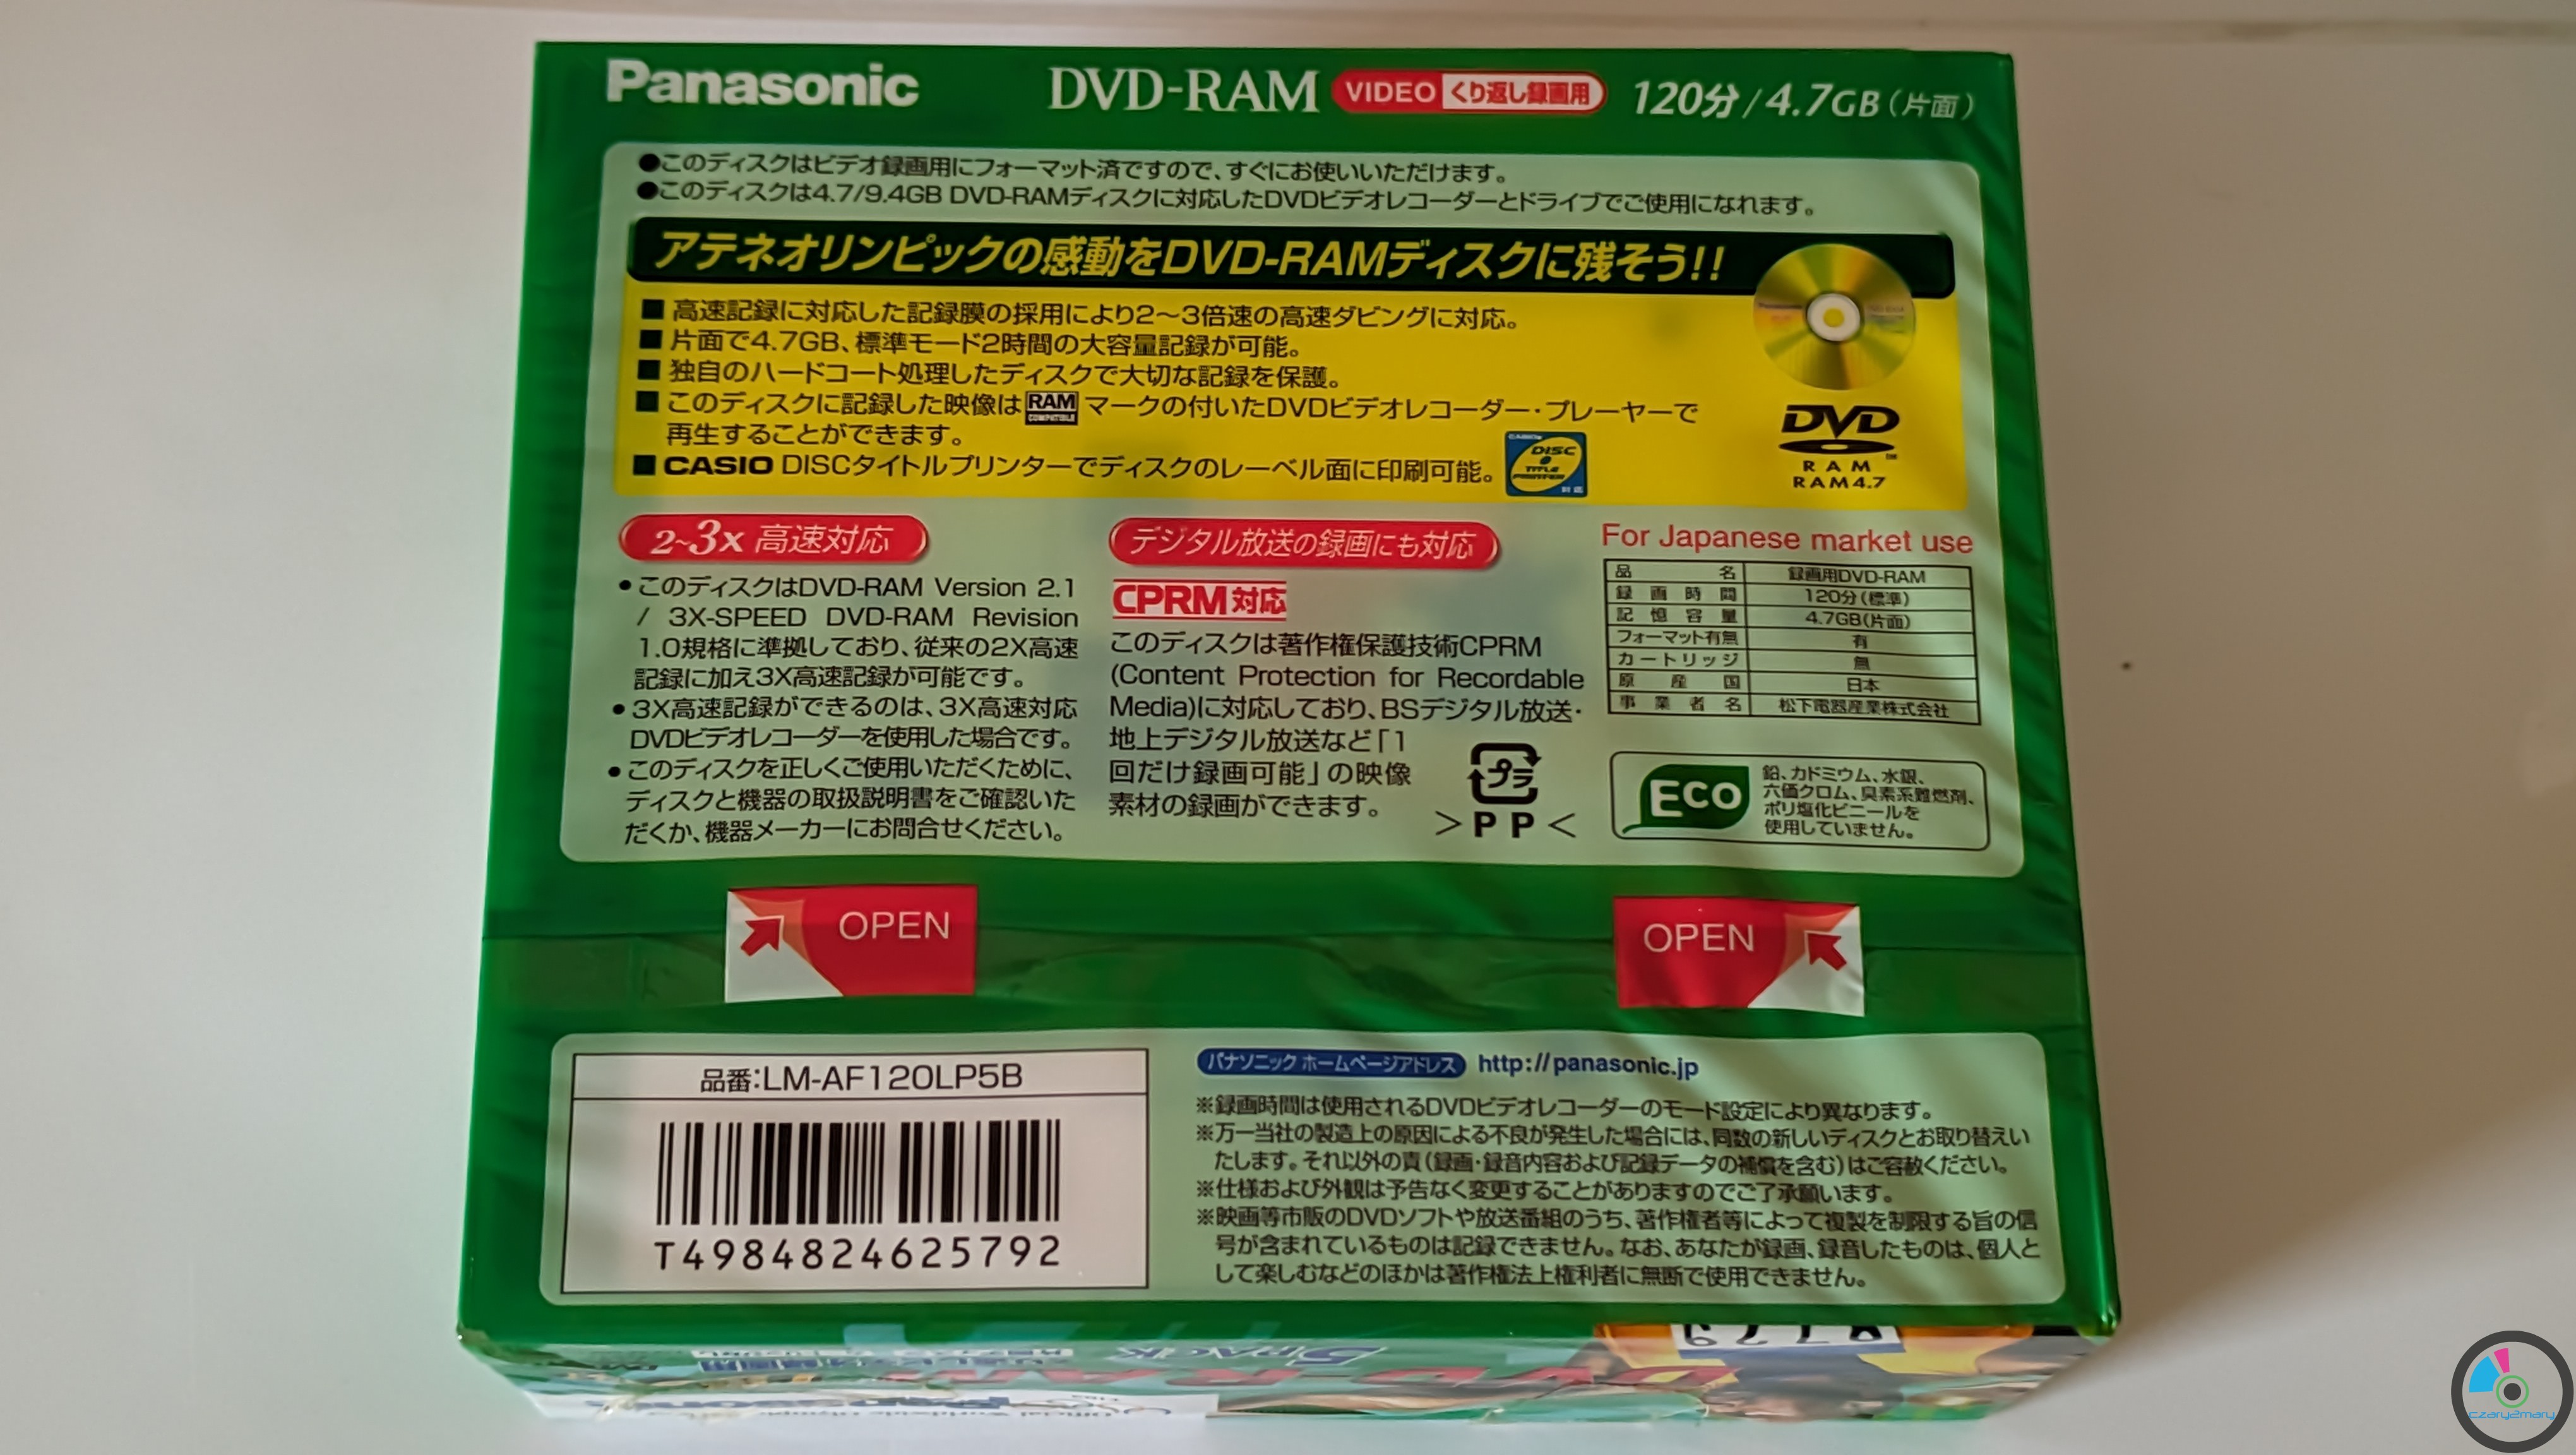 Panasonic DVD-RAM VIDEO くり返し録画用 120分/4.7GB(片面)
●このディスクはビデオ録画用にフォーマット済ですので、すぐにお使いいただけます。
●このディスクは4.7/9.4GB DVD-RAMディスクに対応したDVDビデオレコーダーとドライブでご使用になれます。
アテネオリンピックの感動をDVD-RAMディスクに残そう!!
■ 高速記録に対応した記録膜の採用により2〜3倍速の高速ダビングに対応。
■ 片面で4.7GB、標準モード2時間の大容量記録が可能。
■ 独自のハードコート処理したディスクで大切な記録を保護。
■ このディスクに記録した映像はRAMマークの付いたDVDビデオレコーダー・プレーヤーで
再生することができます。
■ CASIO DISCタイトルプリンターでディスクのレーベル面に印刷可能。
DISC
TITLE
PRINTER
対応
DVD
RAM
RAM4.7
2~3x 高速対応
●このディスクはDVD-RAM Version 2.1
/ 3X-SPEED DVD-RAM Revision
1.0規格に準拠しており、従来の2X高速
記録に加え3X高速記録が可能です。
●3X高速記録ができるのは、3X高速対応
DVDビデオレコーダーを使用した場合です。
●このディスクを正しくご使用いただくために、
ディスクと機器の取扱説明書をご確認いた
だくか、機器メーカーにお問合せください。
デジタル放送の録画にも対応
CPRM対応
このディスクは著作権保護技術CPRM
(Content Protection for Recordable
Media)に対応しており、BSデジタル放送・
地上デジタル放送など「1
回だけ録画可能」の映像
素材の録画ができます。
プラ
>PP<
For Japanese market use
品名 録画用DVD-RAM
録画時間 120分(標準)
記憶容量 4.7GB(片面)
フォーマット有無 有
カートリッジ 無
原産国 日本
事業者名 松下電器産業株式会社
Eco
鉛、カドミウム、水銀、
六価クロム、臭素系難燃剤、
ポリ塩化ビニールを
使用していません。
OPEN
OPEN
品番:LM-AF120LP5B
T4984824625792
パナソニック ホームページアドレス http://panasonic.jp
※録画時間は使用されるDVDビデオレコーダーのモード設定により異なります。
※万一当社の製造上の原因による不良が発生した場合には、同数の新しいディスクとお取り替えい
たします。それ以外の責(録画・録音内容および記録データの補償を含む)はご容赦ください。
※仕様および外観は予告なく変更することがありますのでご了承願います。
※映画等市販のDVDソフトや放送番組のうち、著作権者等によって複製を制限する旨の信
号が含まれているものは記録できません。なお、あなたが録画、録音したものは、個人と
して楽しむなどのほかは著作権法上権利者に無断で使用できません。
5 PACK
DVD-RAM
Panasonic
czary2mary